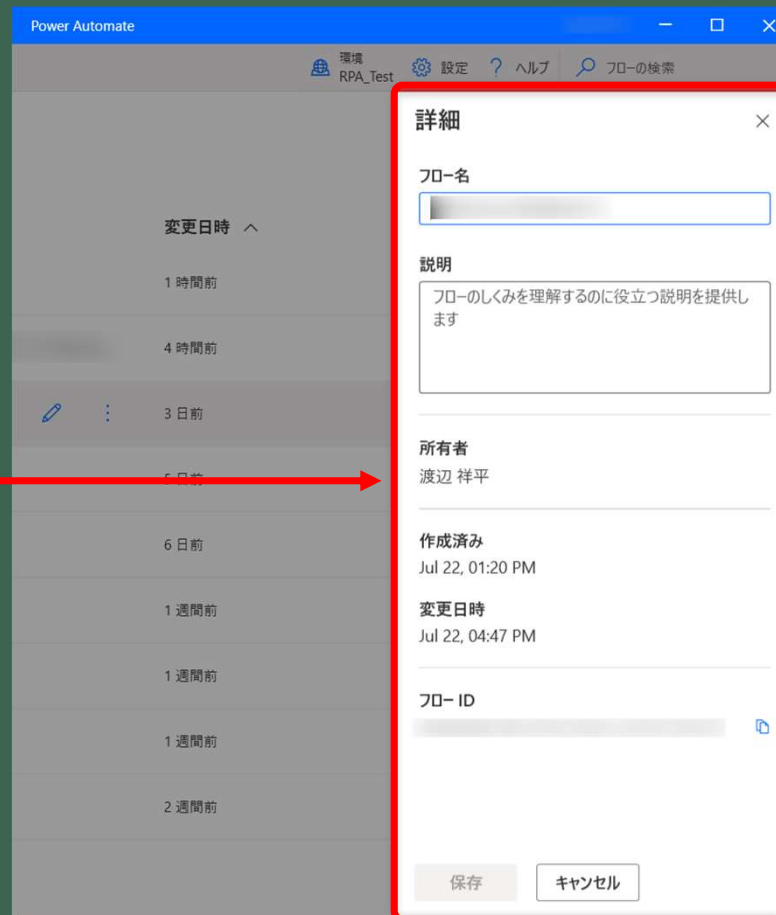 Power Automate
環境
RPA_Test
設定
ヘルプ
フローの検索
変更日時
1 時間前
4 時間前
3 日前
5 日前
6 日前
1 週間前
1 週間前
1 週間前
2 週間前
詳細
フロー名
説明
フローのしくみを理解するのに役立つ説明を提供し
ます
所有者
渡辺 祥平
作成済み
Jul 22, 01:20 PM
変更日時
Jul 22, 04:47 PM
フロー ID
保存
キャンセル